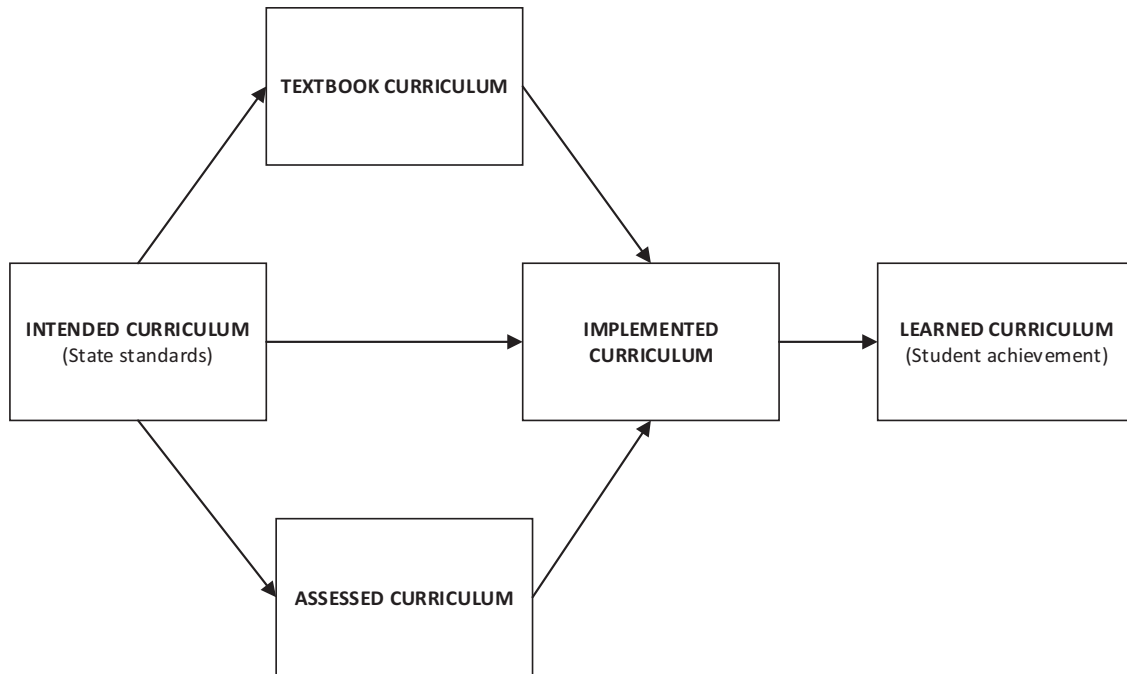 TEXTBOOK CURRICULUM
INTENDED CURRICULUM
(State standards)
IMPLEMENTED
CURRICULUM
LEARNED CURRICULUM
(Student achievement)
ASSESSED CURRICULUM